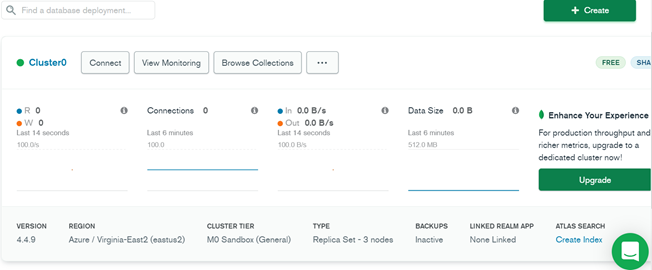 Find a database deployment...
+ Create
Cluster0
Connect
View Monitoring
Browse Collections
...
FREE
SHA
R 0
W 0
Last 14 seconds
100.0/s
Connections 0
Last 6 minutes
100.0
In 0.0 B/s
Out 0.0 B/s
Last 14 seconds
100.0 B/s
Data Size 0.0 B
Last 6 minutes
512.0 MB
Enhance Your Experience
For production throughput and
richer metrics, upgrade to a
dedicated cluster now!
Upgrade
VERSION
4.4.9
REGION
Azure / Virginia-East2 (eastus2)
CLUSTER TIER
M0 Sandbox (General)
TYPE
Replica Set - 3 nodes
BACKUPS
Inactive
LINKED REALM APP
None Linked
ATLAS SEARCH
Create Index